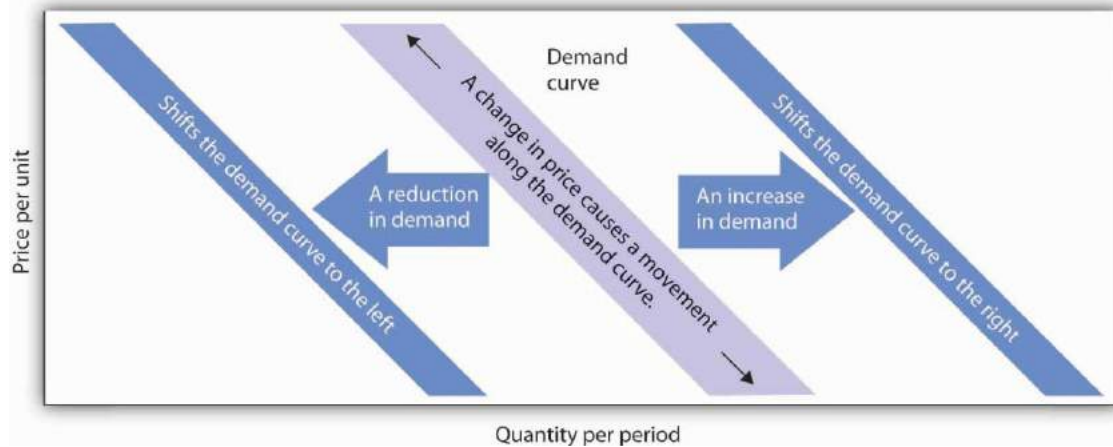 Demand
curve
Shifts the demand curve to the left
A change in price causes a movement
along the demand curve.
Shifts the demand curve to the right
A reduction
in demand
An increase
in demand
Price per unit
Quantity per period